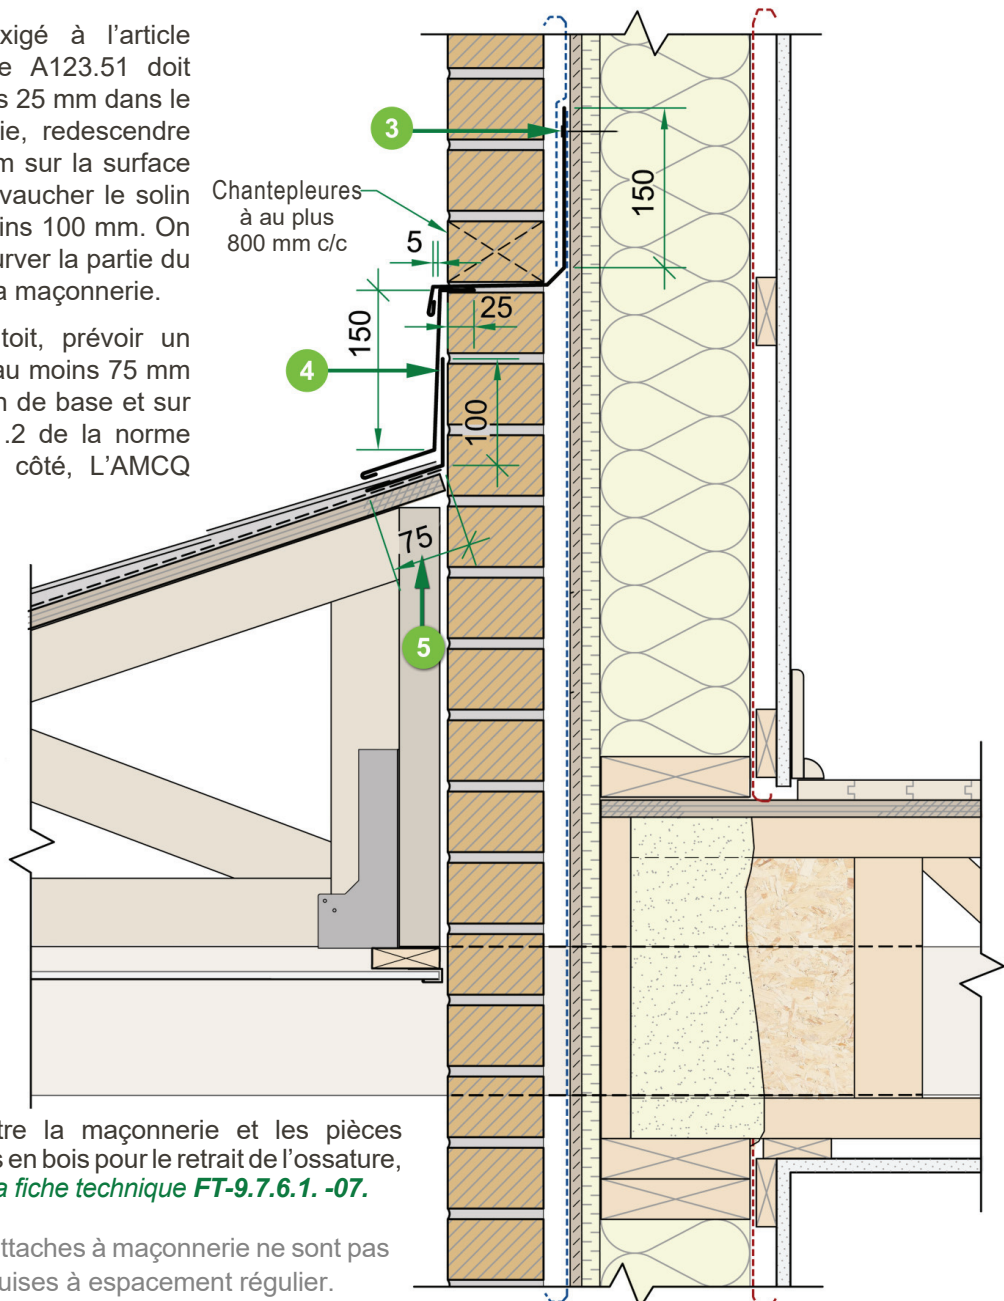 xigé à l’article
e A123.51 doit
s 25 mm dans le
ie, redescendre
m sur la surface
vaucher le solin
ins 100 mm. On
urver la partie du
a maçonnerie.
toit, prévoir un
au moins 75 mm
n de base et sur
.2 de la norme
côté, L’AMCQ
Chantepleures
à au plus
800 mm c/c
3
150
5
25
150
4
100
75
5
tre la maçonnerie et les pièces
s en bois pour le retrait de l’ossature,
a fiche technique FT-9.7.6.1. -07.
ttaches à maçonnerie ne sont pas
uises à espacement régulier.